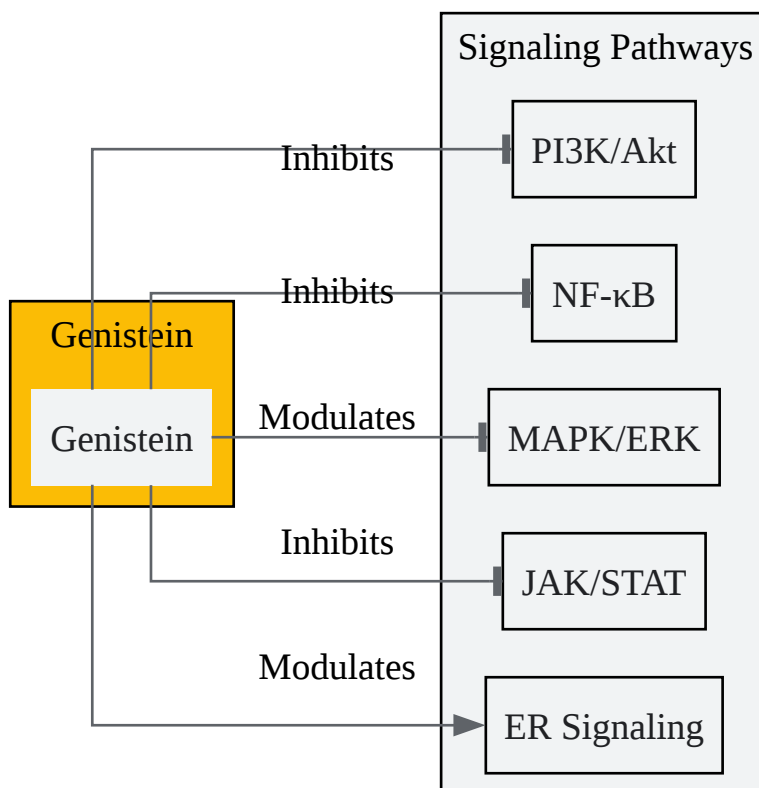 Signaling Pathways
Inhibits
PI3K/Akt
Inhibits
NF-κB
Genistein
Genistein
Modulates
MAPK/ERK
Inhibits
JAK/STAT
Modulates
ER Signaling